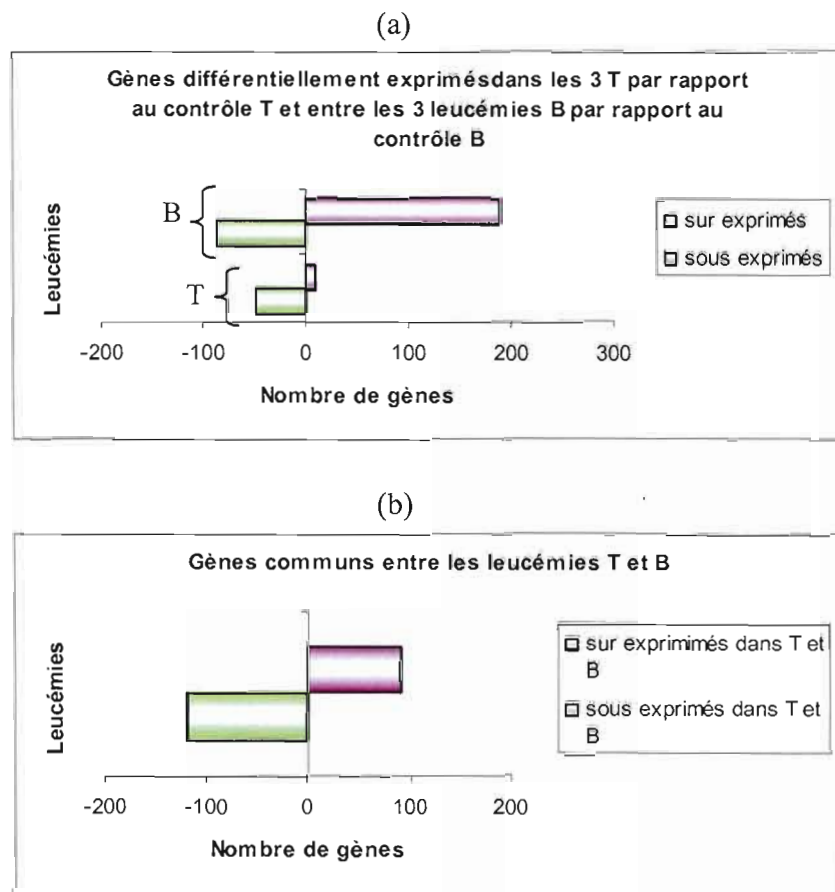 (a)
Gènes différentiellement exprimésdans les 3 T par rapport
au contrôle T et entre les 3 leucémies B par rapport au
contrôle B
B
T
Leucémies
sur exprimés
sous exprimés
-200 -100 0 100 200 300
Nombre de gènes
(b)
Gènes communs entre les leucémies T et B
Leucémies
sur exprimimés dans T et
B
sous exprimés dans T et
B
-200 -100 0 100 200
Nombre de gènes